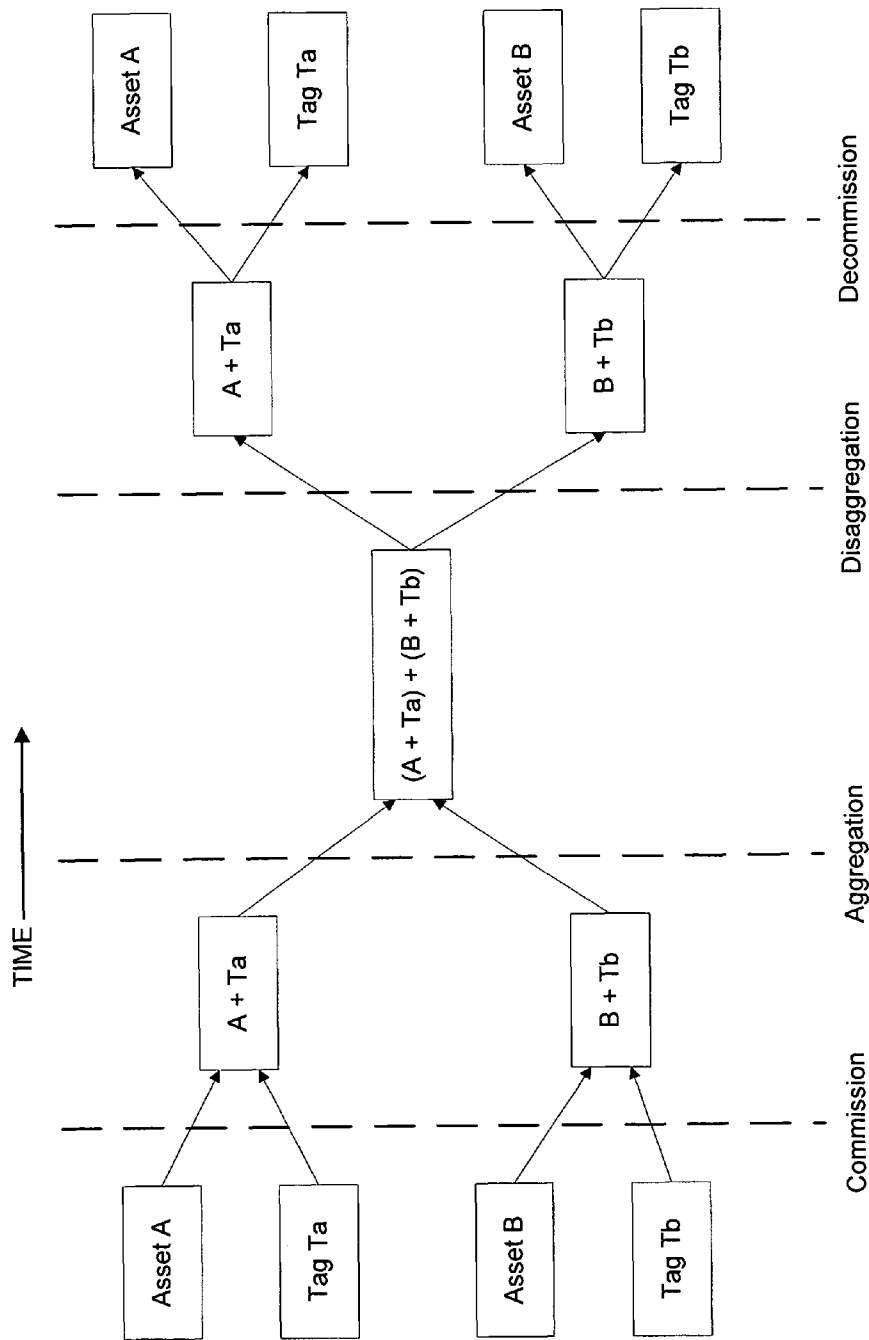 TIME
Asset A
Tag Ta
Asset B
Tag Tb
A + Ta
B + Tb
(A + Ta) + (B + Tb)
A + Ta
B + Tb
Asset A
Tag Ta
Asset B
Tag Tb
Commission
Aggregation
Disaggregation
Decommission